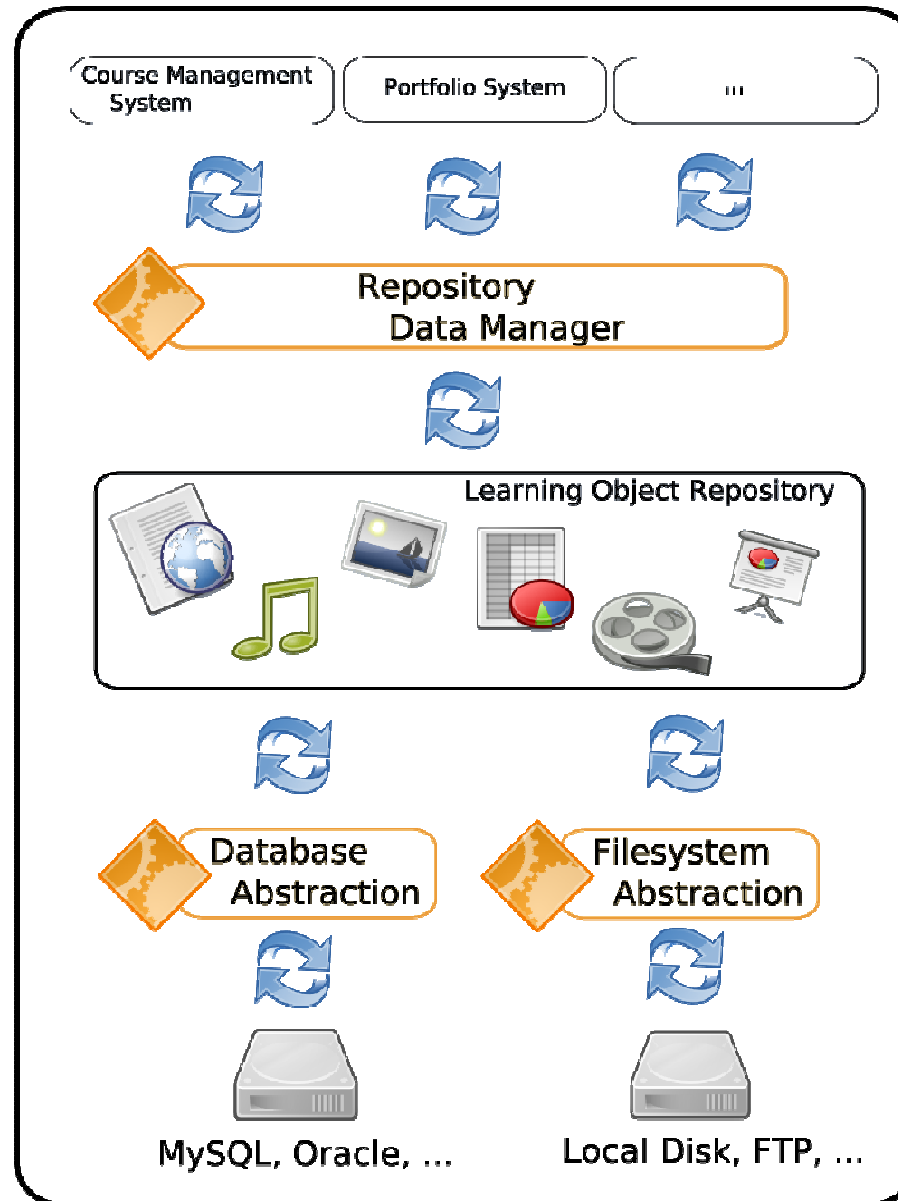 Course Management
System
Portfolio System
...
Repository
Data Manager
Learning Object Repository
Database
Abstraction
Filesystem
Abstraction
MySQL, Oracle, ...
Local Disk, FTP, ...